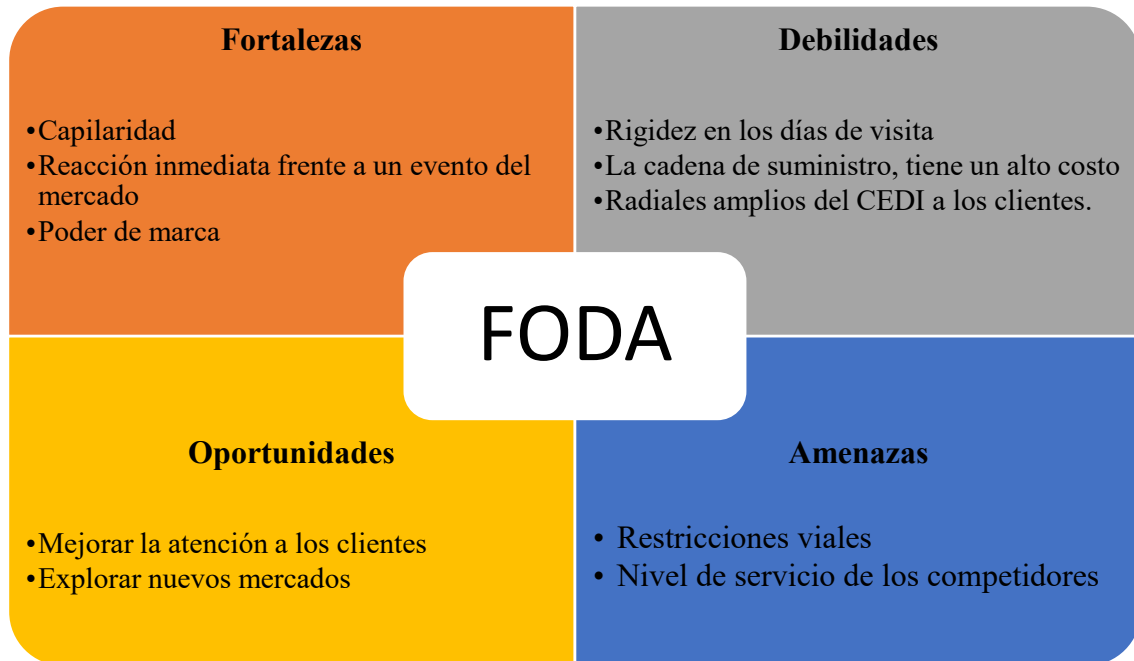 Fortalezas
•Capilaridad
•Reacción inmediata frente a un evento del
mercado
•Poder de marca
Debilidades
•Rigidez en los días de visita
•La cadena de suministro, tiene un alto costo
•Radiales amplios del CEDI a los clientes.
FODA
Oportunidades
•Mejorar la atención a los clientes
•Explorar nuevos mercados
Amenazas
• Restricciones viales
• Nivel de servicio de los competidores